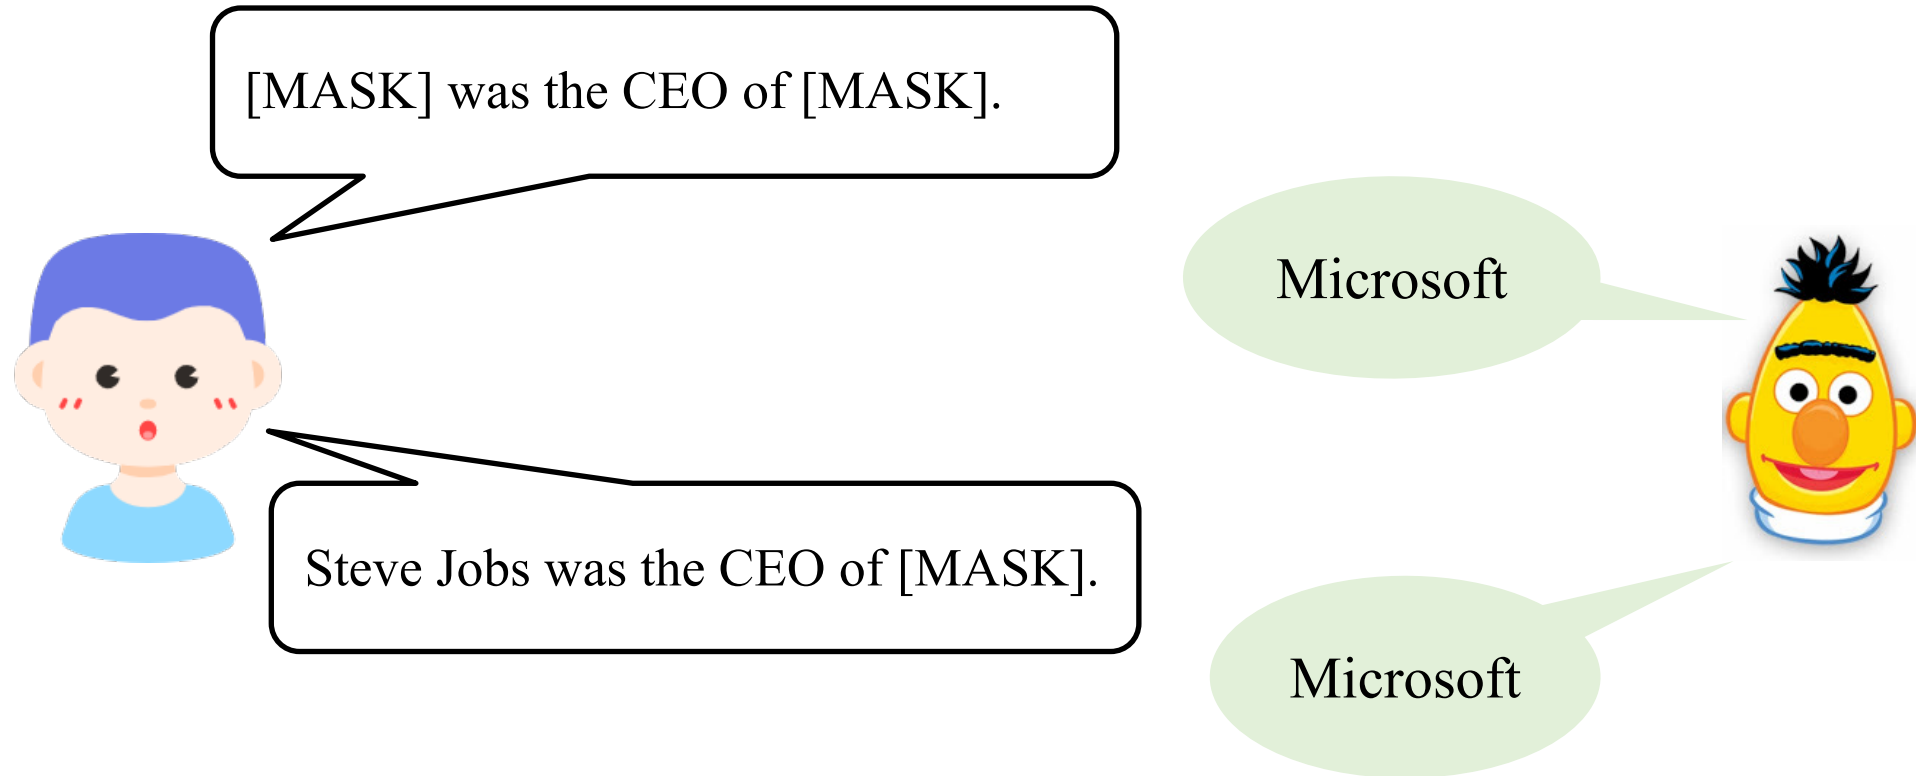 [MASK] was the CEO of [MASK].
Microsoft
Steve Jobs was the CEO of [MASK].
Microsoft